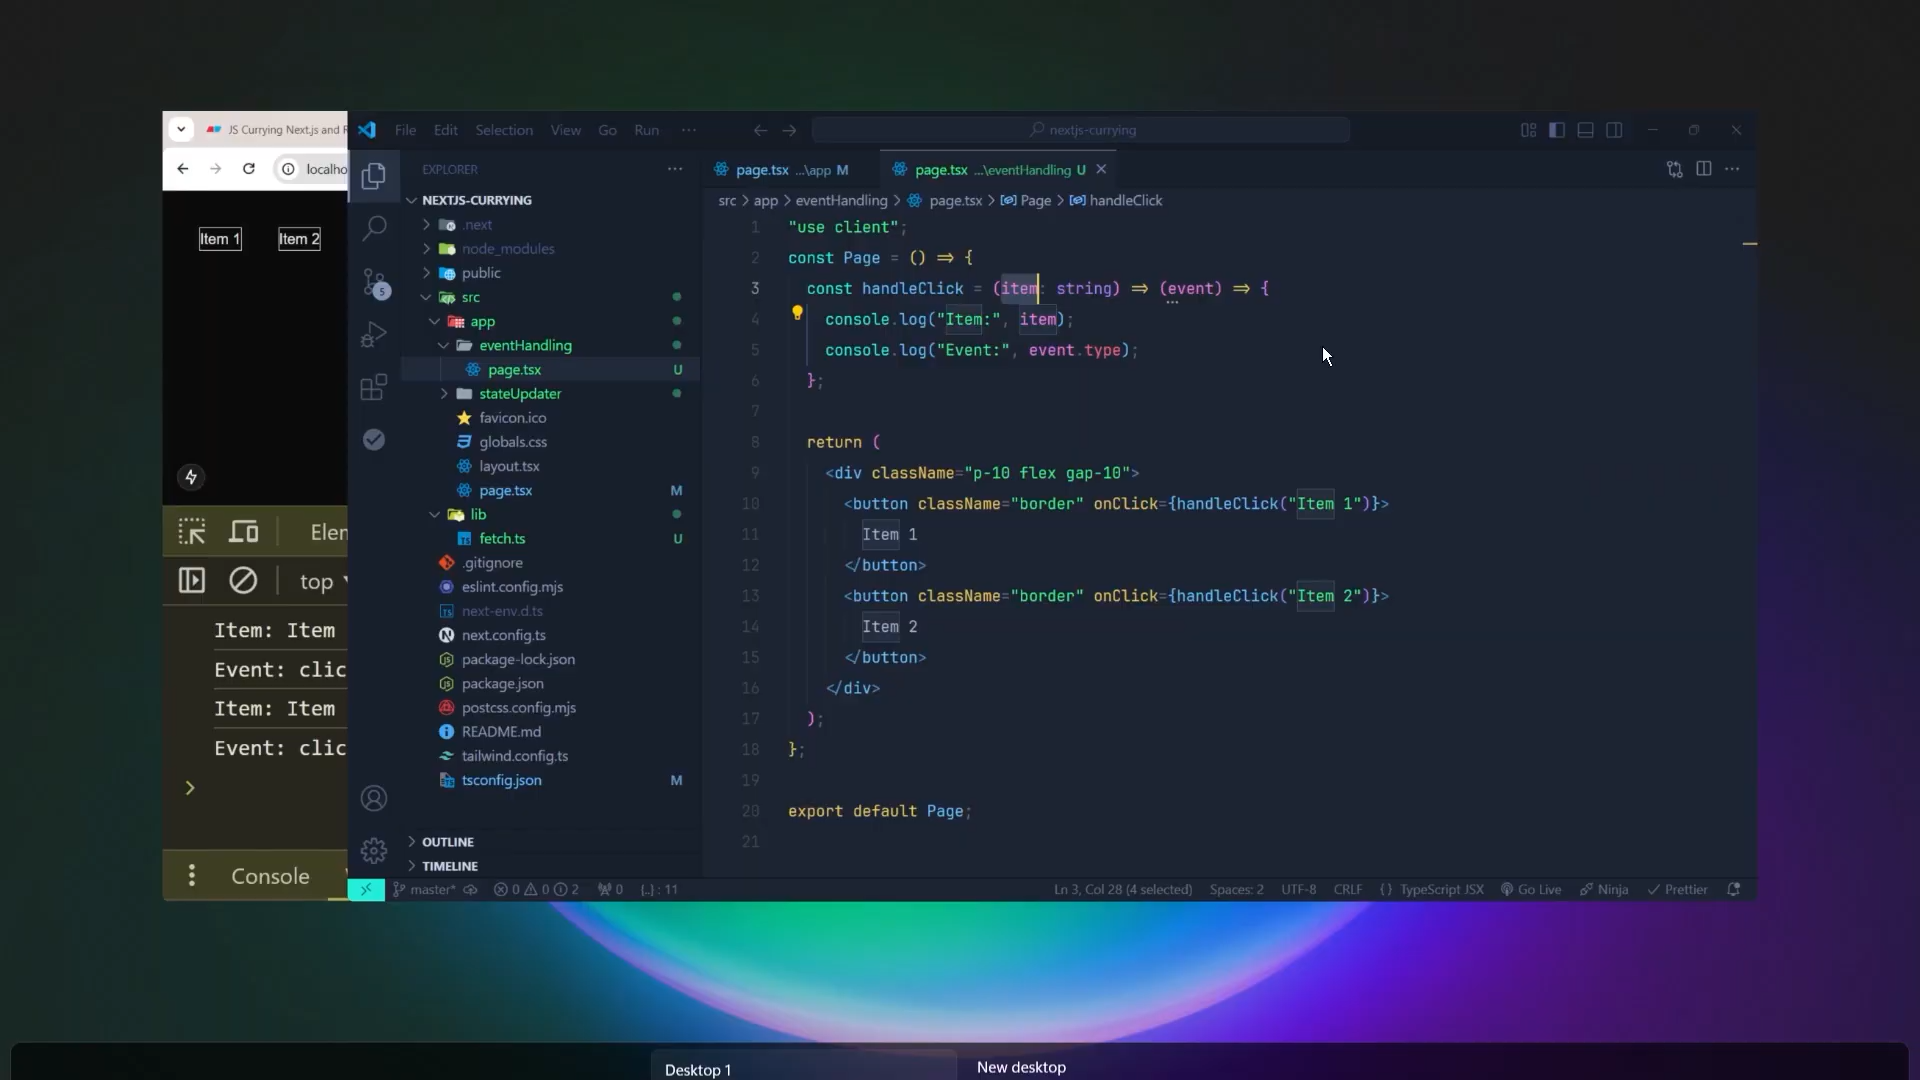 JS Currying Next.js and R
localho
Item 1
Item 2
Elen
top
Item: Item
Event: clic
Item: Item
Event: clic
Console
File Edit Selection View Go Run
nextjs-currying
EXPLORER
NEXTJS-CURRYING
.next
node_modules
public
src
app
eventHandling
page.tsx U
stateUpdater
favicon.ico
globals.css
layout.tsx
page.tsx M
lib
fetch.ts U
.gitignore
eslint.config.mjs
next-env.d.ts
next.config.ts
package-lock.json
package.json
postcss.config.mjs
README.md
tailwind.config.ts
tsconfig.json M
OUTLINE
TIMELINE
5
page.tsx ...\app M
page.tsx ...\eventHandling U
src > app > eventHandling > page.tsx > Page > handleClick
1 "use client";
2 const Page = () => {
3 const handleClick = (item: string) => (event) => {
4 console.log("Item:", item);
5 console.log("Event:", event.type);
6 };
7
8 return (
9 <div className="p-10 flex gap-10">
10 <button className="border" onClick={handleClick("Item 1")}>
11 Item 1
12 </button>
13 <button className="border" onClick={handleClick("Item 2")}>
14 Item 2
15 </button>
16 </div>
17 );
18 };
19
20 export default Page;
21
master* 0 0 2 0 {..} : 11 Ln 3, Col 28 (4 selected) Spaces: 2 UTF-8 CRLF {} TypeScript JSX Go Live Ninja Prettier
Desktop 1
New desktop